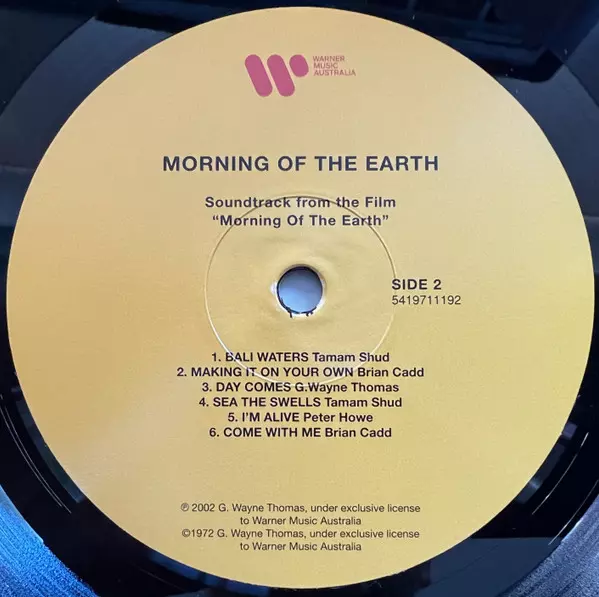 WARNER
MUSIC
AUSTRALIA
MORNING OF THE EARTH
Soundtrack from the Film
“Morning Of The Earth”
SIDE 2
5419711192
1. BALI WATERS Tamam Shud
2. MAKING IT ON YOUR OWN Brian Cadd
3. DAY COMES G.Wayne Thomas
4. SEA THE SWELLS Tamam Shud
5. I'M ALIVE Peter Howe
6. COME WITH ME Brian Cadd
℗ 2002 G. Wayne Thomas, under exclusive license
to Warner Music Australia
©1972 G. Wayne Thomas, under exclusive license
to Warner Music Australia